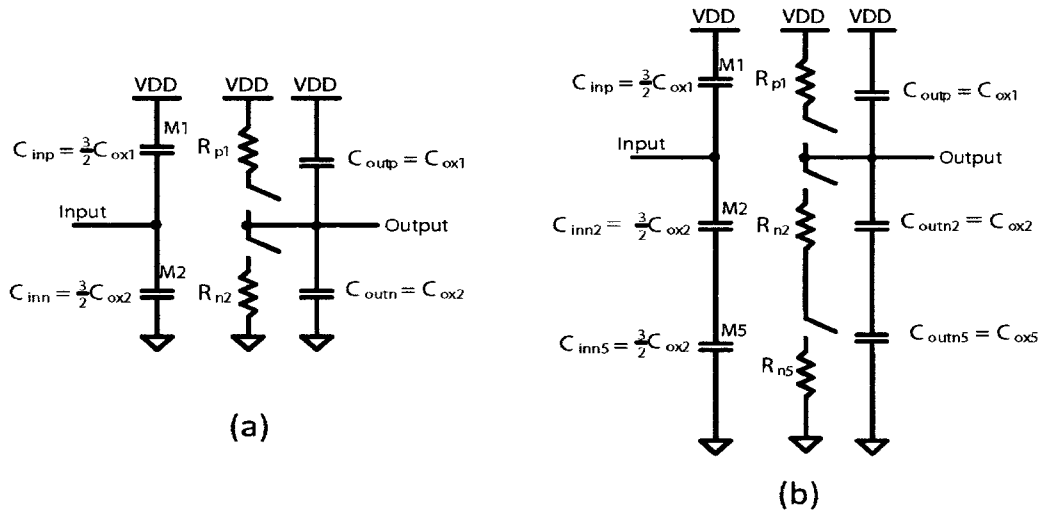 VDD VDD VDD
M1
C inp = 3/2 C ox1
R p1
C outp = C ox1
Input
Output
M2
C inn = 3/2 C ox2
R n2
C outn = C ox2
(a)
VDD VDD VDD
M1
C inp = 3/2 C ox1
R p1
C outp = C ox1
Input
Output
M2
C inn2 = 3/2 C ox2
R n2
C outn2 = C ox2
M5
C inn5 = 3/2 C ox2
R n5
C outn5 = C ox5
(b)